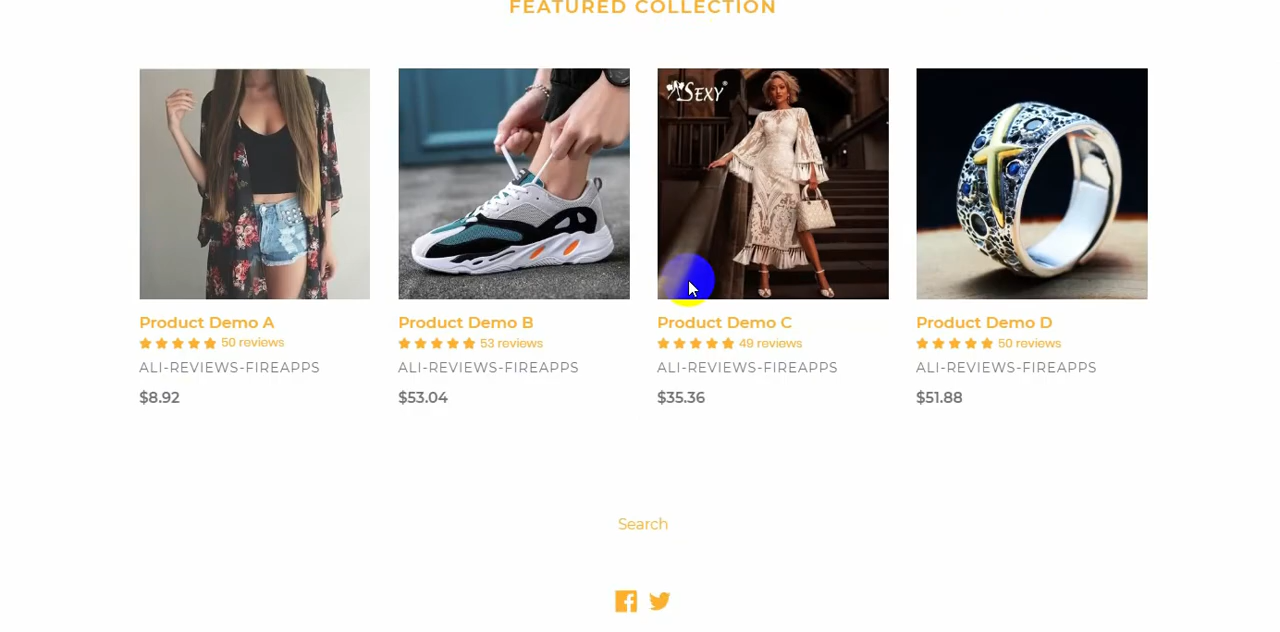 FEATURED COLLECTION
SEXY
Product Demo A
50 reviews
ALI-REVIEWS-FIREAPPS
$8.92
Product Demo B
53 reviews
ALI-REVIEWS-FIREAPPS
$53.04
Product Demo C
49 reviews
ALI-REVIEWS-FIREAPPS
$35.36
Product Demo D
50 reviews
ALI-REVIEWS-FIREAPPS
$51.88
Search